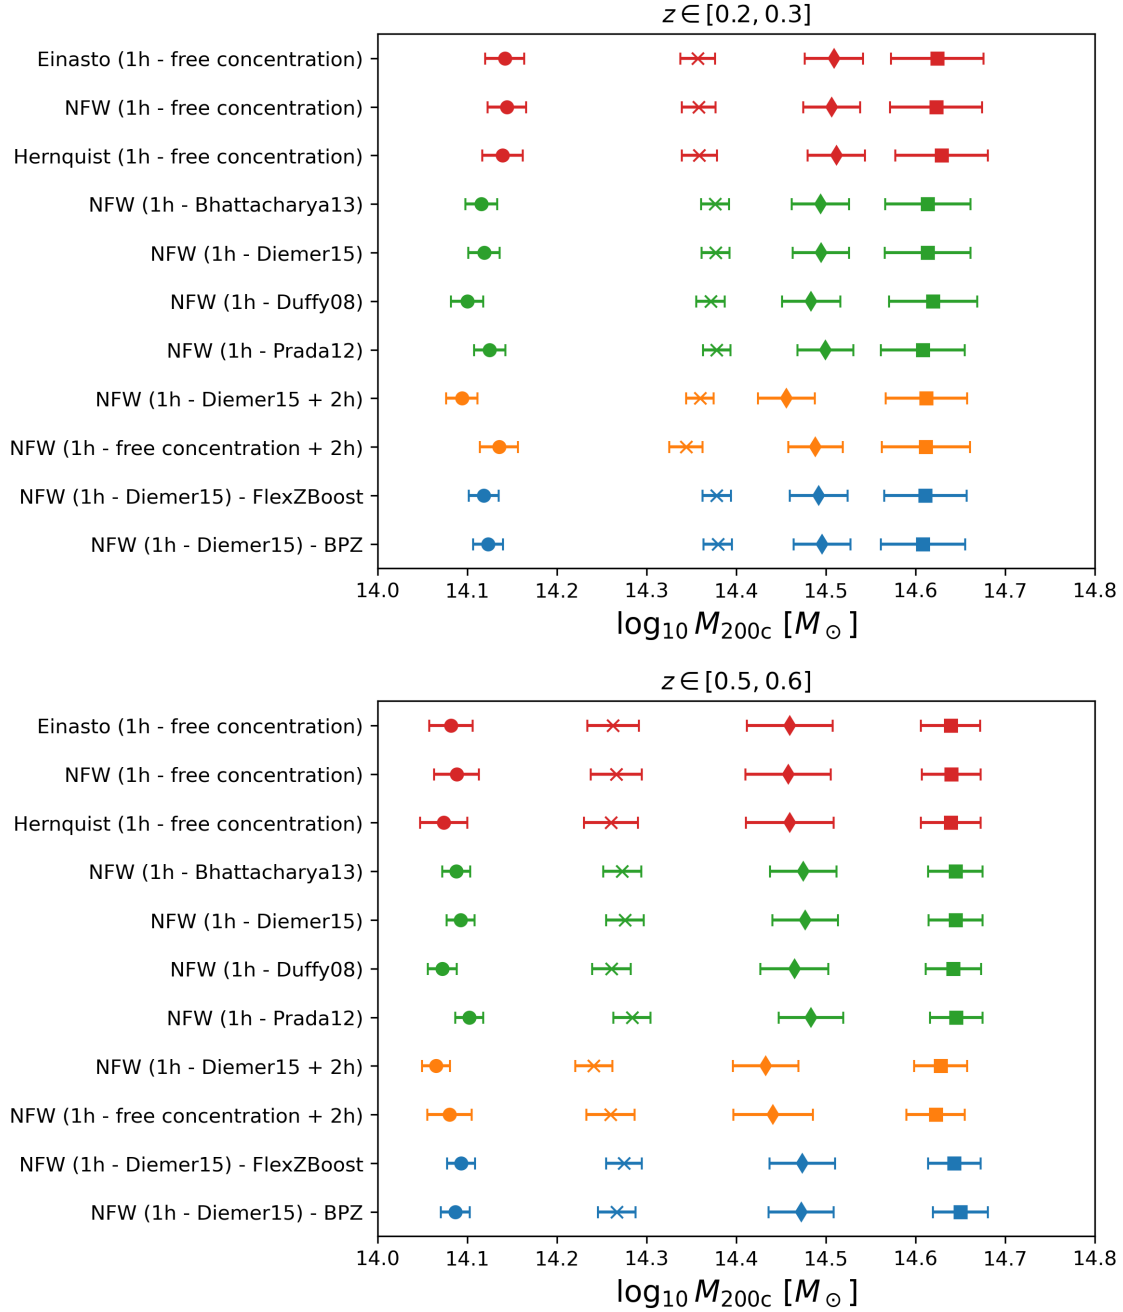 z ∈ [0.2, 0.3]
Einasto (1h - free concentration)
NFW (1h - free concentration)
Hernquist (1h - free concentration)
NFW (1h - Bhattacharya13)
NFW (1h - Diemer15)
NFW (1h - Duffy08)
NFW (1h - Prada12)
NFW (1h - Diemer15 + 2h)
NFW (1h - free concentration + 2h)
NFW (1h - Diemer15) - FlexZBoost
NFW (1h - Diemer15) - BPZ
14.0 14.1 14.2 14.3 14.4 14.5 14.6 14.7 14.8
log₁₀ M₂₀₀c [M⊙]
z ∈ [0.5, 0.6]
Einasto (1h - free concentration)
NFW (1h - free concentration)
Hernquist (1h - free concentration)
NFW (1h - Bhattacharya13)
NFW (1h - Diemer15)
NFW (1h - Duffy08)
NFW (1h - Prada12)
NFW (1h - Diemer15 + 2h)
NFW (1h - free concentration + 2h)
NFW (1h - Diemer15) - FlexZBoost
NFW (1h - Diemer15) - BPZ
14.0 14.1 14.2 14.3 14.4 14.5 14.6 14.7 14.8
log₁₀ M₂₀₀c [M⊙]